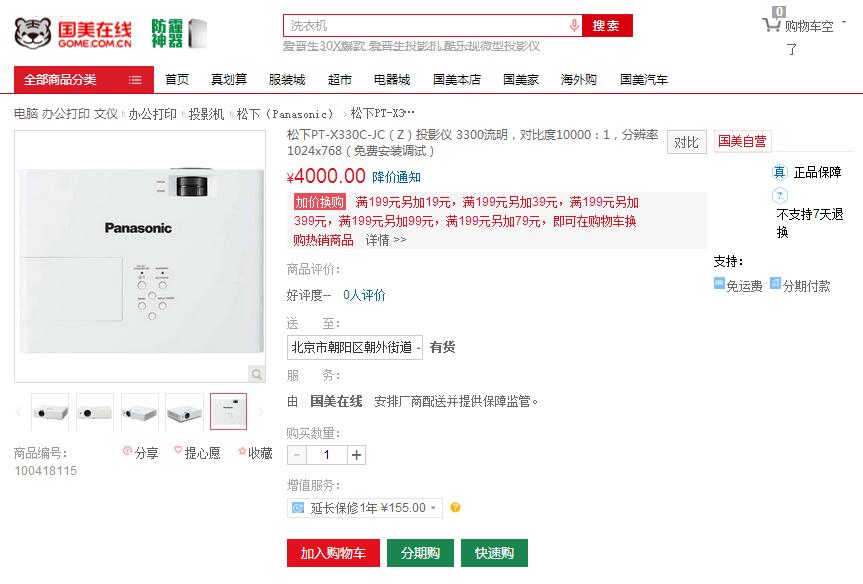 国美在线
GOME.COM.CN
防霾
神器
洗衣机
搜索
爱普生30X爆款 爱普生投影机 酷乐视微型投影仪
0
购物车空
了
全部商品分类
首页 真划算 服装城 超市 电器城 国美本店 国美家 海外购 国美汽车
电脑 办公打印 文仪 办公打印 投影机 松下（Panasonic） 松下PT-X3…
松下PT-X330C-JC（Z）投影仪 3300流明，对比度10000：1，分辨率
1024x768（免费安装调试）
对比
国美自营
¥4000.00 降价通知
真 正品保障
加价换购 满199元另加19元，满199元另加39元，满199元另加
399元，满199元另加99元，满199元另加79元，即可在购物车换
购热销商品 详情 >>
?
不支持7天退
换
Panasonic
支持：
免运费 分期付款
商品评价：
好评度-- 0人评价
送 至：
北京市朝阳区朝外街道 有货
服 务：
由 国美在线 安排厂商配送并提供保障监管。
Panasonic
购买数量：
- 1 +
商品编号：
100418115
分享 提心愿 收藏
增值服务：
延长保修1年 ¥155.00 ?
加入购物车 分期购 快速购